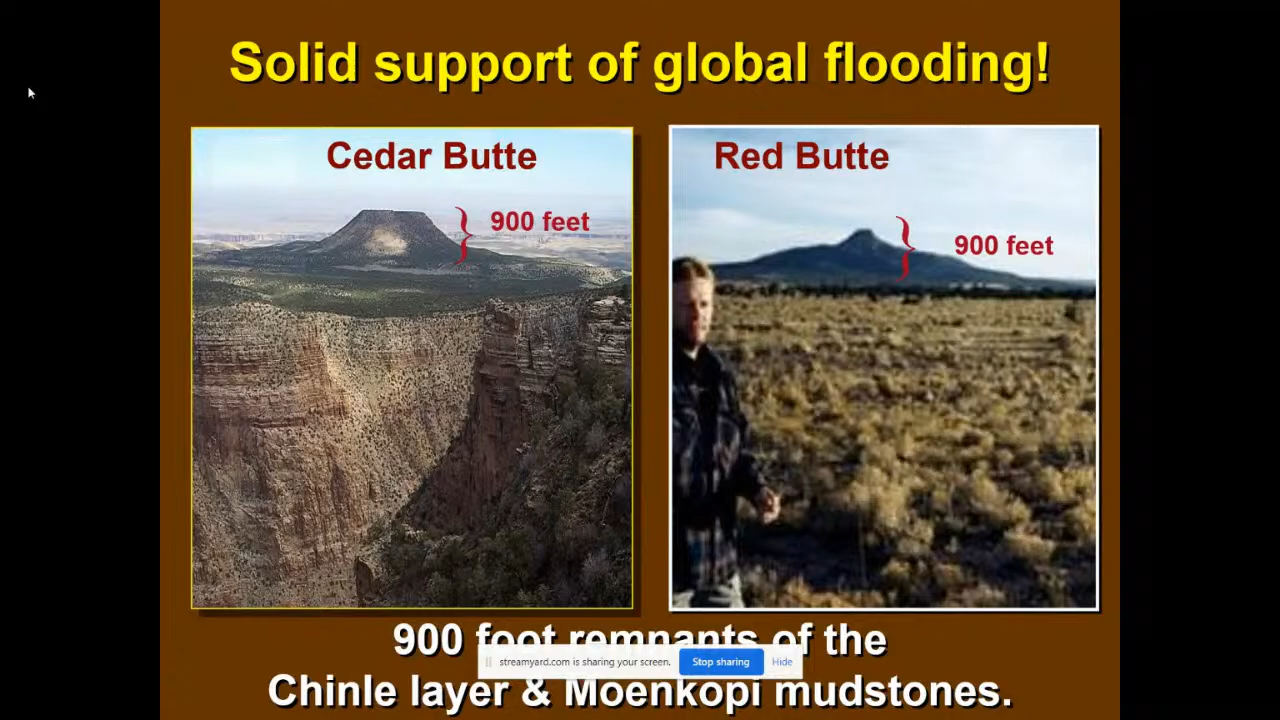 Solid support of global flooding!
Cedar Butte
900 feet
Red Butte
900 feet
900 foot remnants of the
streamyard.com is sharing your screen. Stop sharing Hide
Chinle layer & Moenkopi mudstones.